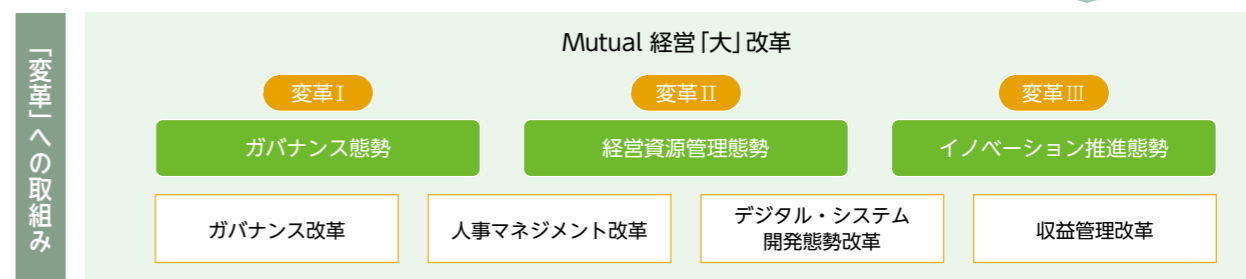 「変革」への取組み
Mutual 経営「大」改革
変革Ⅰ
変革Ⅱ
変革Ⅲ
ガバナンス態勢
経営資源管理態勢
イノベーション推進態勢
ガバナンス改革
人事マネジメント改革
デジタル・システム
開発態勢改革
収益管理改革